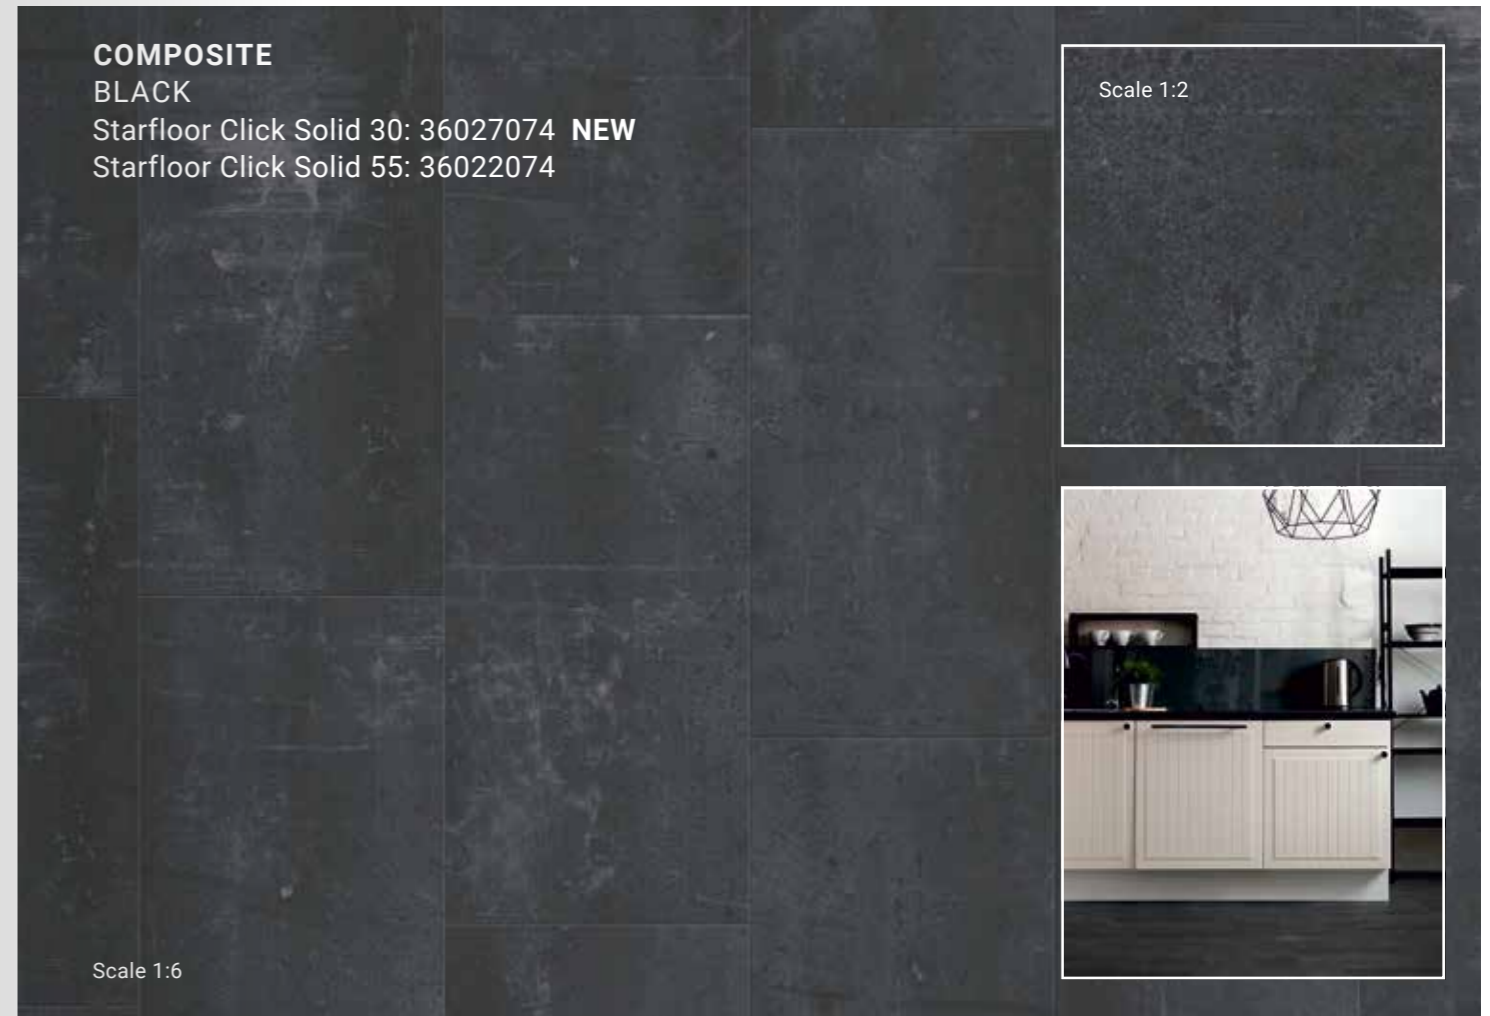 COMPOSITE
BLACK
Starfloor Click Solid 30: 36027074 NEW
Starfloor Click Solid 55: 36022074
Scale 1:2
Scale 1:6